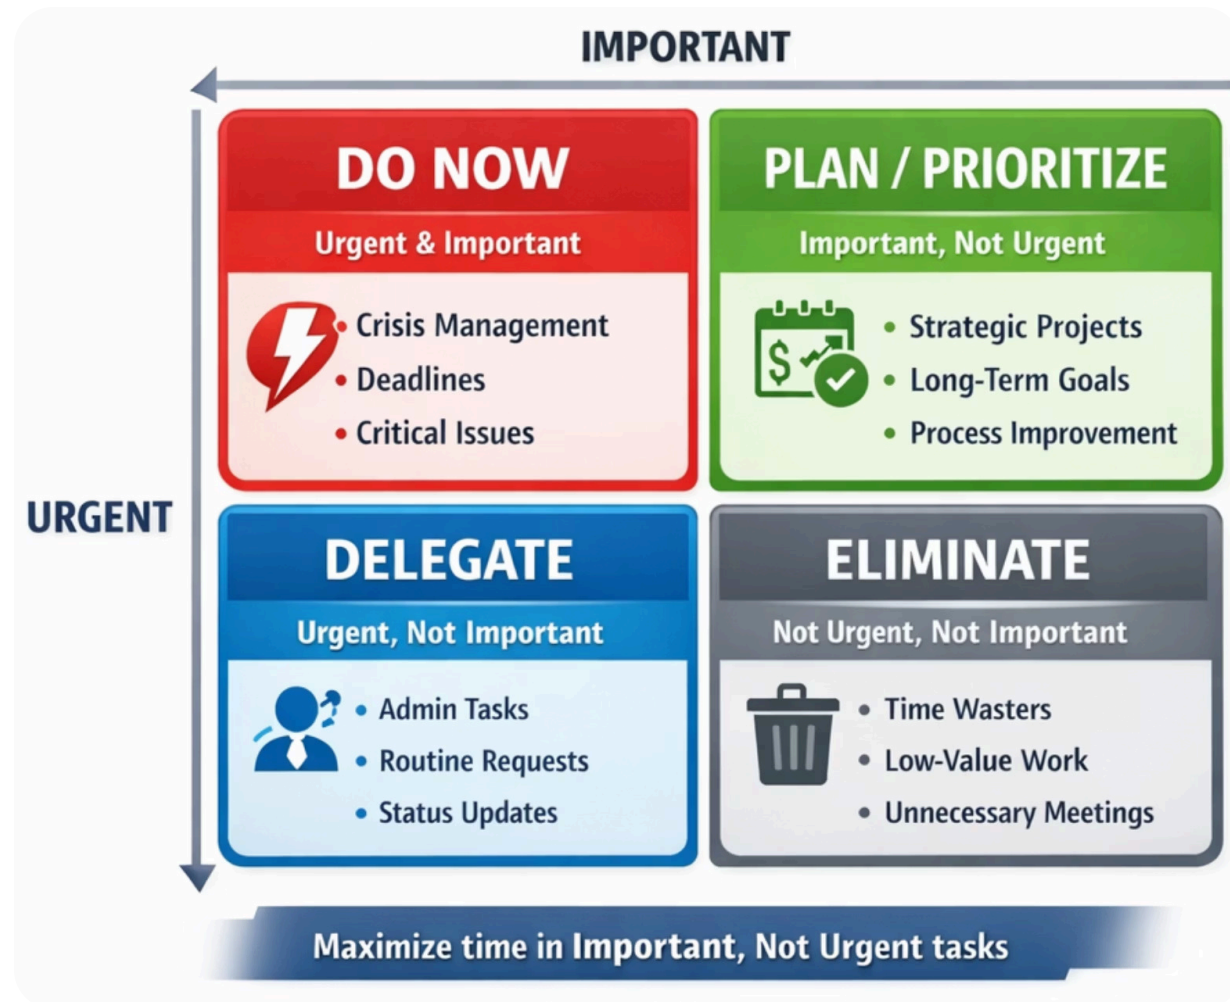 IMPORTANT
DO NOW
Urgent & Important
• Crisis Management
• Deadlines
• Critical Issues
PLAN / PRIORITIZE
Important, Not Urgent
$
• Strategic Projects
• Long-Term Goals
• Process Improvement
URGENT
DELEGATE
Urgent, Not Important
• Admin Tasks
• Routine Requests
• Status Updates
ELIMINATE
Not Urgent, Not Important
• Time Wasters
• Low-Value Work
• Unnecessary Meetings
Maximize time in Important, Not Urgent tasks